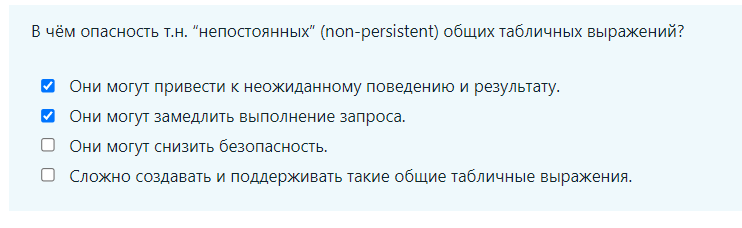 В чём опасность т.н. “непостоянных” (non-persistent) общих табличных выражений?
Они могут привести к неожиданному поведению и результату.
Они могут замедлить выполнение запроса.
Они могут снизить безопасность.
Сложно создавать и поддерживать такие общие табличные выражения.